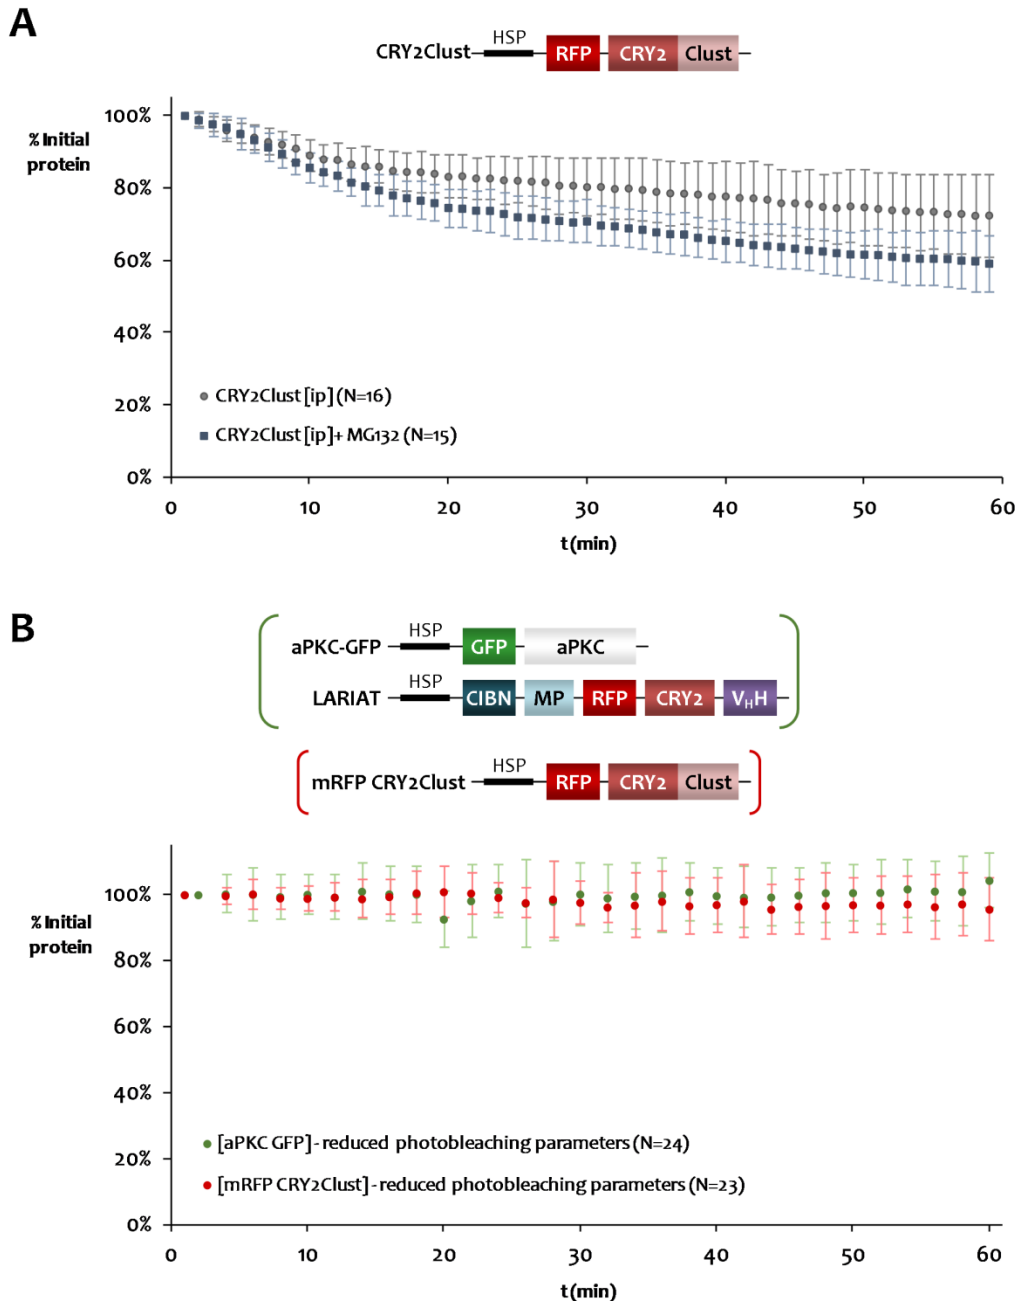 A
HSP
CRY2Clust RFP CRY2 Clust
100%
% Initial
protein
80%
60%
40%
20%
0%
CRY2Clust [ip] (N=16)
CRY2Clust [ip]+ MG132 (N=15)
0 10 20 30 40 50 60
t(min)
B
HSP
aPKC-GFP GFP aPKC
HSP
LARIAT CIBN MP RFP CRY2 VHH
HSP
mRFP CRY2Clust RFP CRY2 Clust
100%
% Initial
protein
80%
60%
40%
20%
0%
[aPKC GFP]-reduced photobleaching parameters (N=24)
[mRFP CRY2Clust]-reduced photobleaching parameters (N=23)
0 10 20 30 40 50 60
t(min)